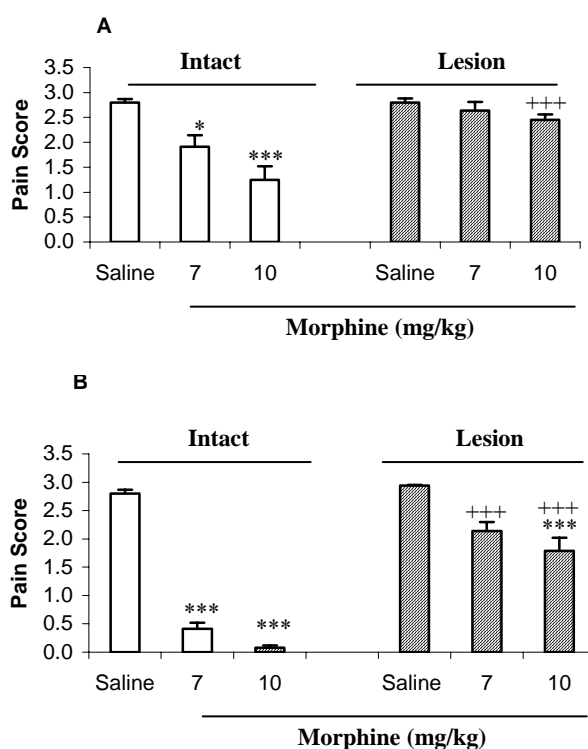 A
Intact Lesion
3.5
3.0
2.5
2.0
1.5
1.0
0.5
0.0
Pain Score
*
***
+++
Saline 7 10 Saline 7 10
Morphine (mg/kg)
B
Intact Lesion
3.5
3.0
2.5
2.0
1.5
1.0
0.5
0.0
Pain Score
***
***
+++
+++
***
Saline 7 10 Saline 7 10
Morphine (mg/kg)